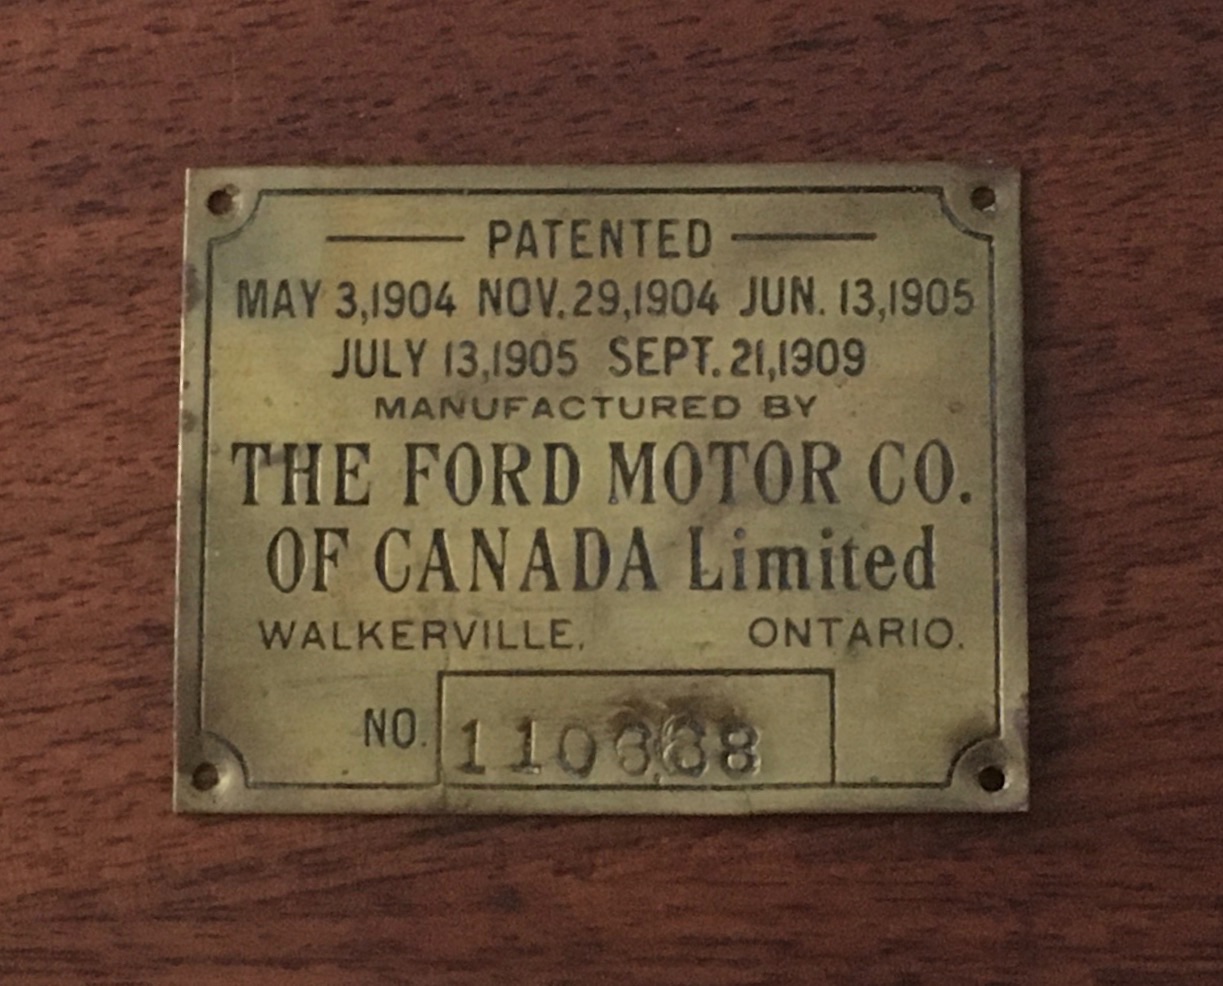 PATENTED
MAY 3,1904 NOV.29,1904 JUN. 13,1905
JULY 13,1905 SEPT. 21,1909
MANUFACTURED BY
THE FORD MOTOR CO.
OF CANADA Limited
WALKERVILLE, ONTARIO.
NO.